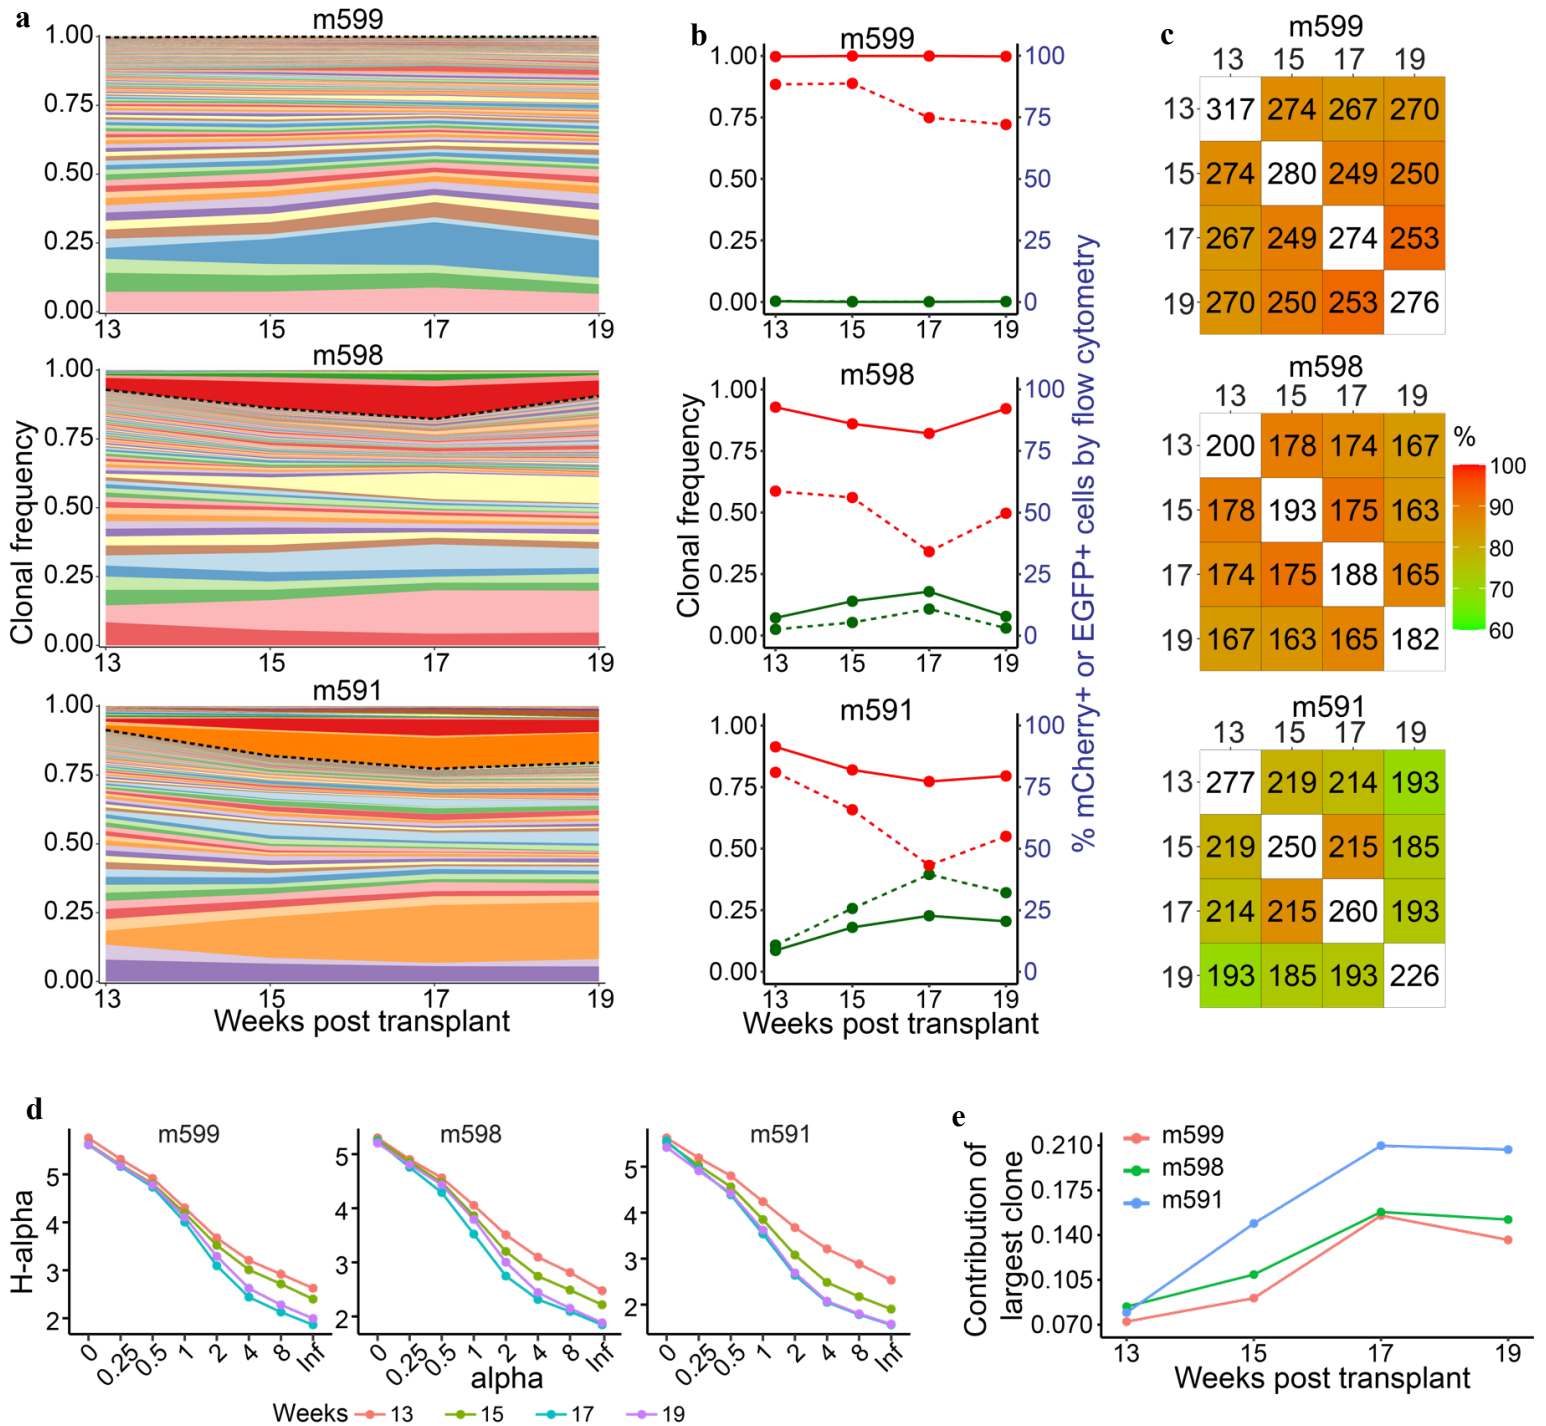 a
m599
1.00
0.75
0.50
0.25
0.00
13 15 17 19
m598
1.00
0.75
0.50
0.25
0.00
13 15 17 19
m591
1.00
0.75
0.50
0.25
0.00
13 15 17 19
Clonal frequency
Weeks post transplant
b
m599
1.00 100
0.75 75
0.50 50
0.25 25
0.00 0
13 15 17 19
m598
1.00 100
0.75 75
0.50 50
0.25 25
0.00 0
13 15 17 19
m591
1.00 100
0.75 75
0.50 50
0.25 25
0.00 0
13 15 17 19
Clonal frequency
% mCherry+ or EGFP+ cells by flow cytometry
Weeks post transplant
c
m599
13 15 17 19
13 317 274 267 270
15 274 280 249 250
17 267 249 274 253
19 270 250 253 276
m598
13 15 17 19
13 200 178 174 167
15 178 193 175 163
17 174 175 188 165
19 167 163 165 182
%
100
90
80
70
60
m591
13 15 17 19
13 277 219 214 193
15 219 250 215 185
17 214 215 260 193
19 193 185 193 226
d
H-alpha
m599
5
4
3
2
0 0.25 0.5 1 2 4 8 Inf
m598
5
4
3
2
0 0.25 0.5 1 2 4 8 Inf
m591
5
4
3
2
0 0.25 0.5 1 2 4 8 Inf
alpha
Weeks 13 15 17 19
e
Contribution of
largest clone
m599
m598
m591
0.210
0.175
0.140
0.105
0.070
13 15 17 19
Weeks post transplant